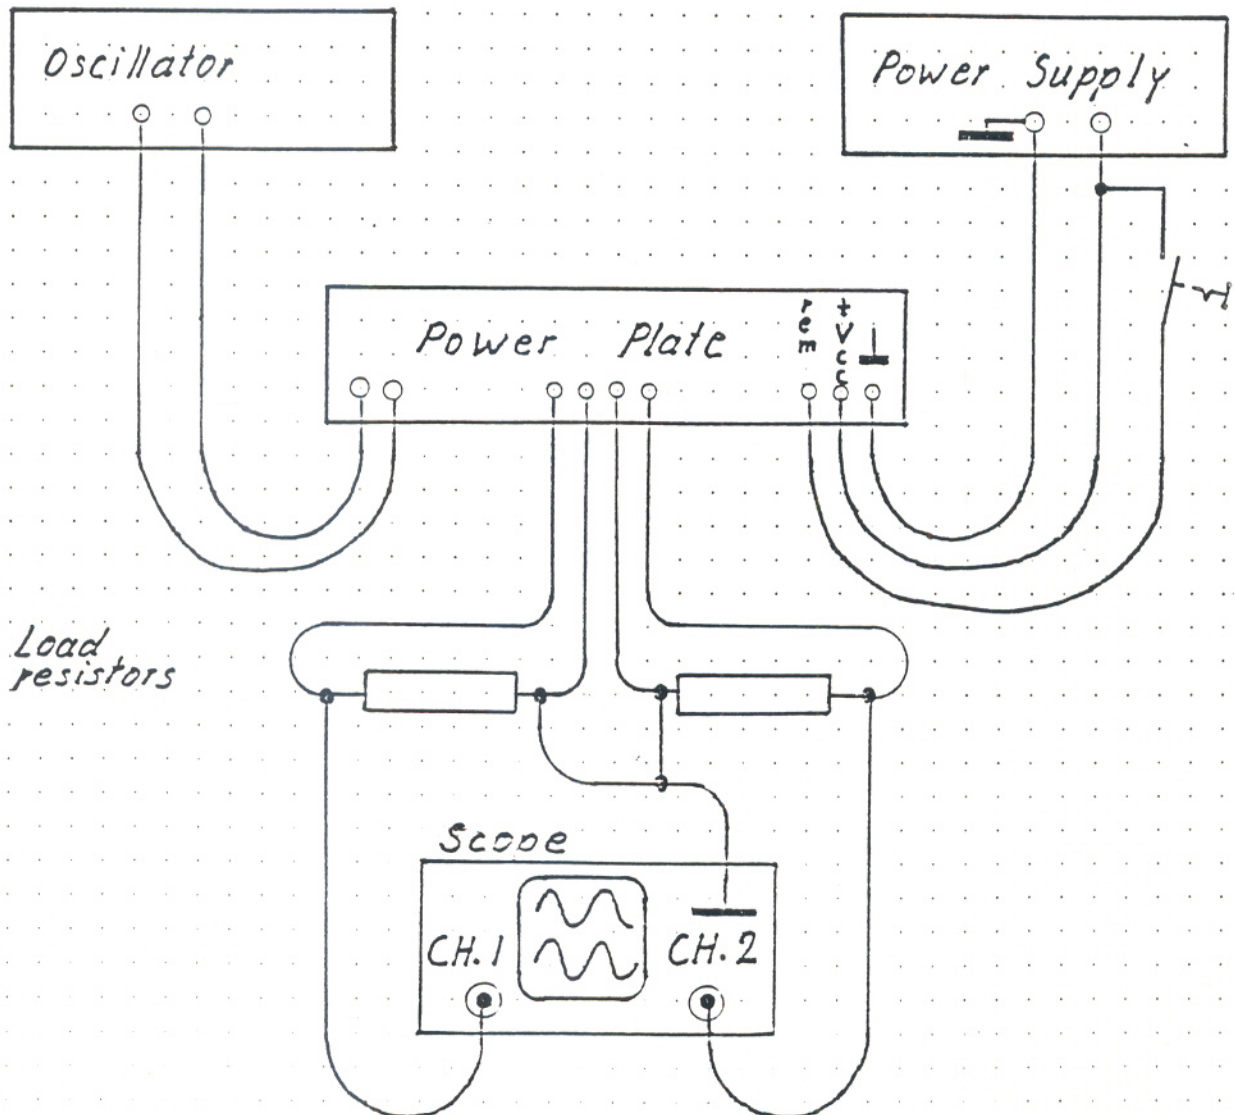 Oscillator
Power Supply
Power Plate
rem
+Vcc
Load
resistors
Scope
CH.1
CH.2